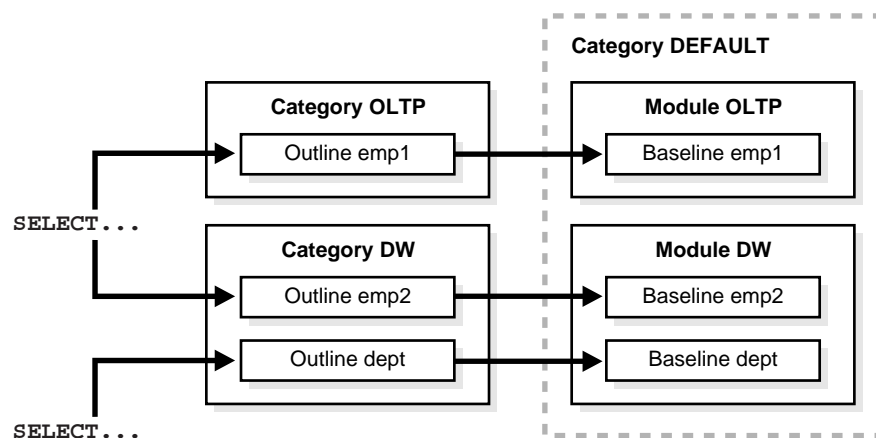 Category DEFAULT
Category OLTP
Module OLTP
Outline emp1
Baseline emp1
SELECT...
Category DW
Module DW
Outline emp2
Baseline emp2
Outline dept
Baseline dept
SELECT...